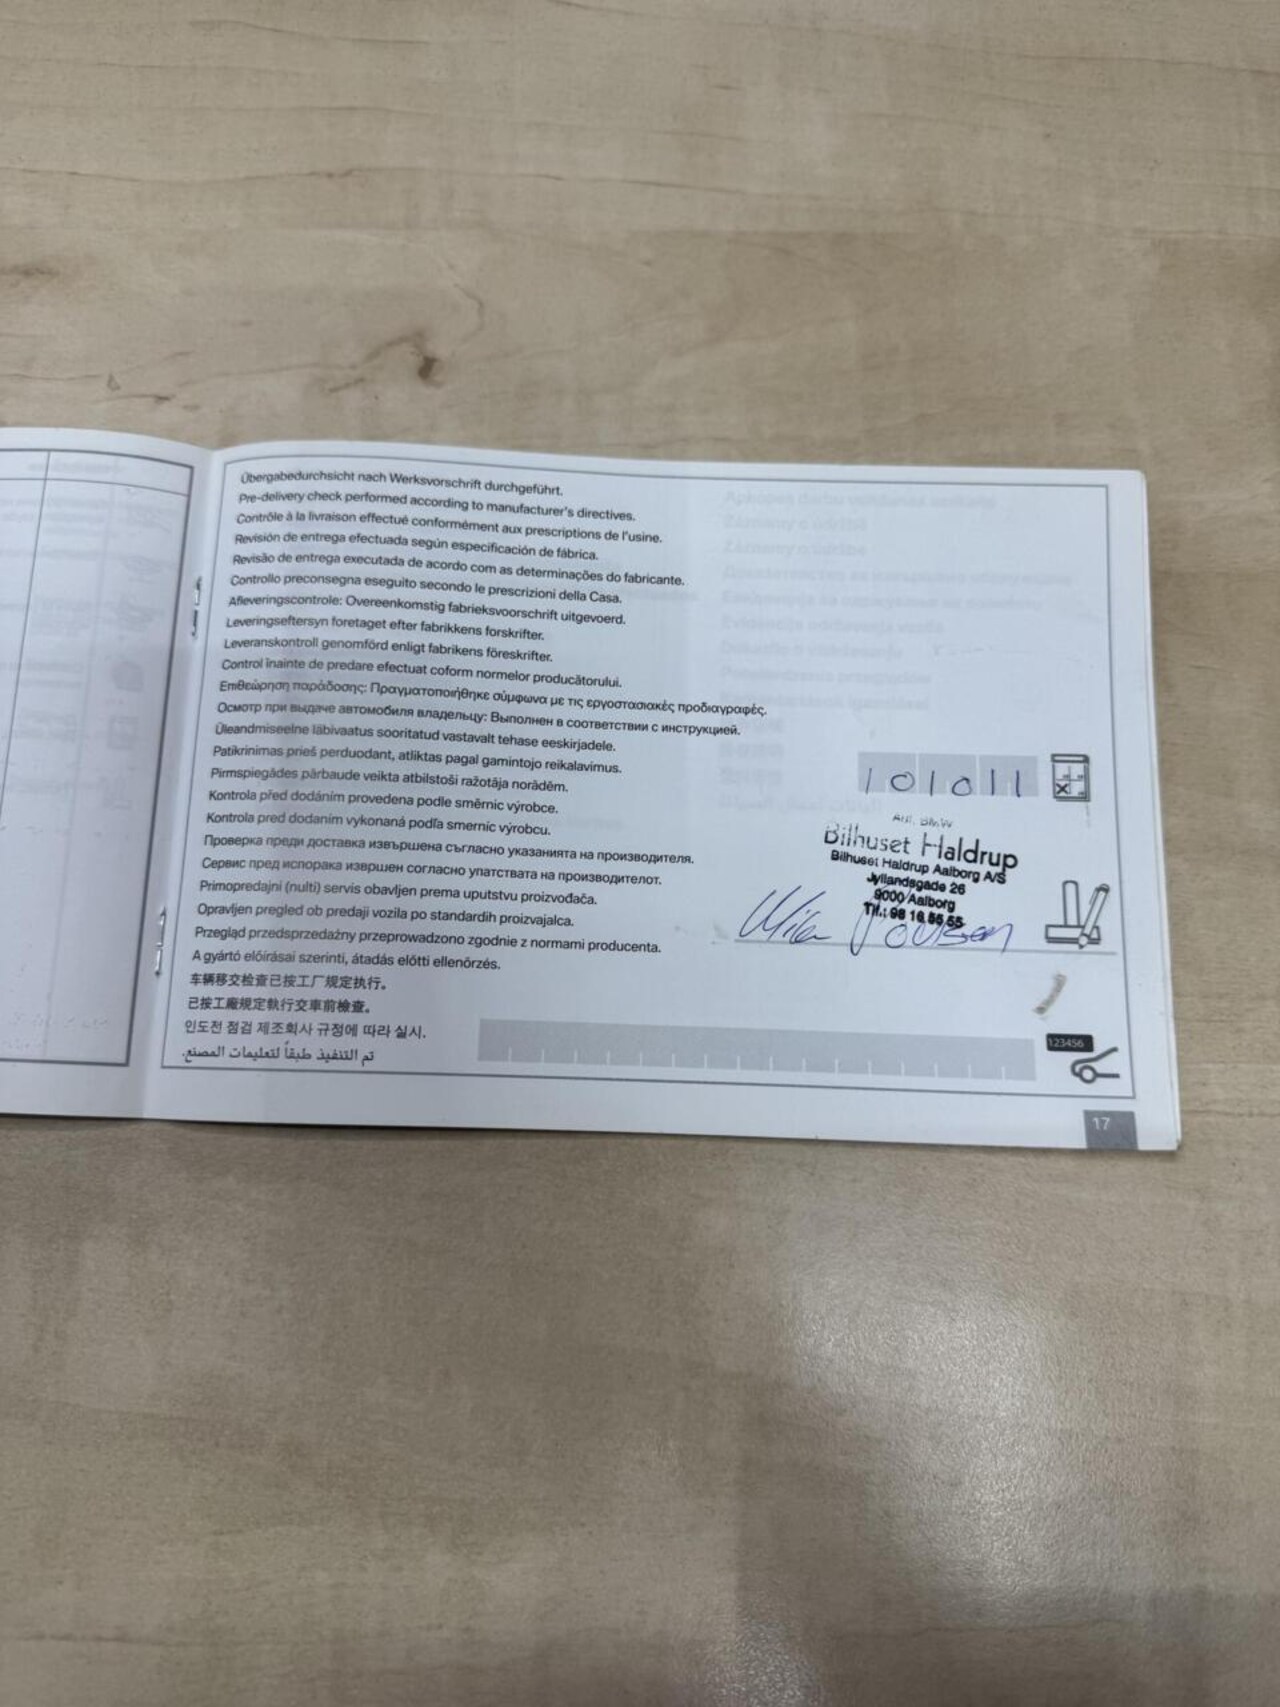 Übergabedurchsicht nach Werksvorschrift durchgeführt.
Pre-delivery check performed according to manufacturer's directives.
Contrôle à la livraison effectué conformément aux prescriptions de l'usine.
Revisión de entrega efectuada según especificación de fábrica.
Revisão de entrega executada de acordo com as determinações do fabricante.
Controllo preconsegna eseguito secondo le prescrizioni della Casa.
Afleveringscontrole: Overeenkomstig fabrieksvoorschrift uitgevoerd.
Leveringseftersyn foretaget efter fabrikkens forskrifter.
Leveranskontroll genomförd enligt fabrikens föreskrifter.
Control înainte de predare efectuat coform normelor producătorului.
Επιθεώρηση παράδοσης: Πραγματοποιήθηκε σύμφωνα με τις εργοστασιακές προδιαγραφές.
Осмотр при выдаче автомобиля владельцу: Выполнен в соответствии с инструкцией.
Üleandmiseelne läbivaatus sooritatud vastavalt tehase eeskirjadele.
Patikrinimas prieš perduodant, atliktas pagal gamintojo reikalavimus.
Pirmspiegādes pārbaude veikta atbilstoši ražotāja norādēm.
Kontrola před dodáním provedena podle směrnic výrobce.
Kontrola pred dodaním vykonaná podľa smerníc výrobcu.
Проверка преди доставка извършена съгласно указанията на производителя.
Сервис пред испорака извршен согласно упатствата на производителот.
Primopredajni (nulti) servis obavljen prema uputstvu proizvođača.
Opravljen pregled ob predaji vozila po standardih proizvajalca.
Przegląd przedsprzedażny przeprowadzono zgodnie z normami producenta.
A gyártó előírásai szerinti, átadás előtti ellenőrzés.
车辆移交检查已按工厂规定执行。
已按工廠規定執行交車前檢查。
인도전 점검 제조회사 규정에 따라 실시.
تم التنفيذ طبقاً لتعليمات المصنع.
101011
Aut. BMW
Bilhuset Haldrup
Bilhuset Haldrup Aalborg A/S
Jyllandsgade 26
9000 Aalborg
Tlf.: 98 16 55 55
123456
17